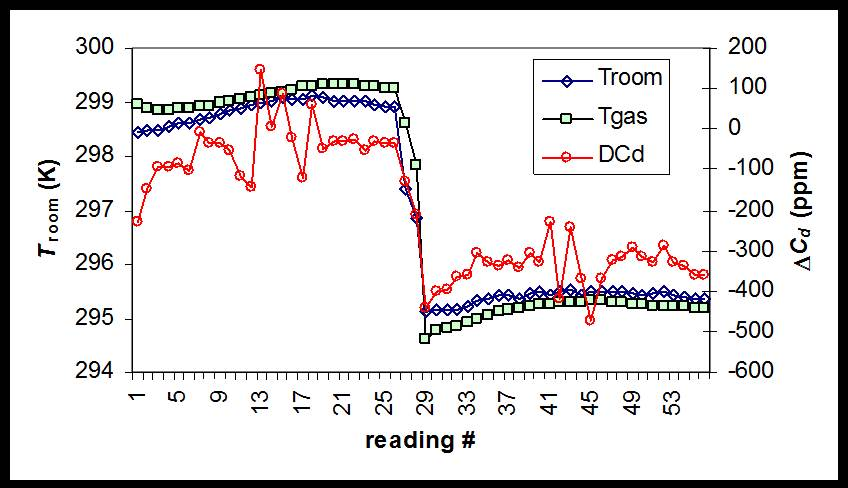 300
299
298
297
296
295
294
T room (K)
200
100
0
-100
-200
-300
-400
-500
-600
ΔCd (ppm)
Troom
Tgas
DCd
1 5 9 13 17 21 25 29 33 37 41 45 49 53
reading #